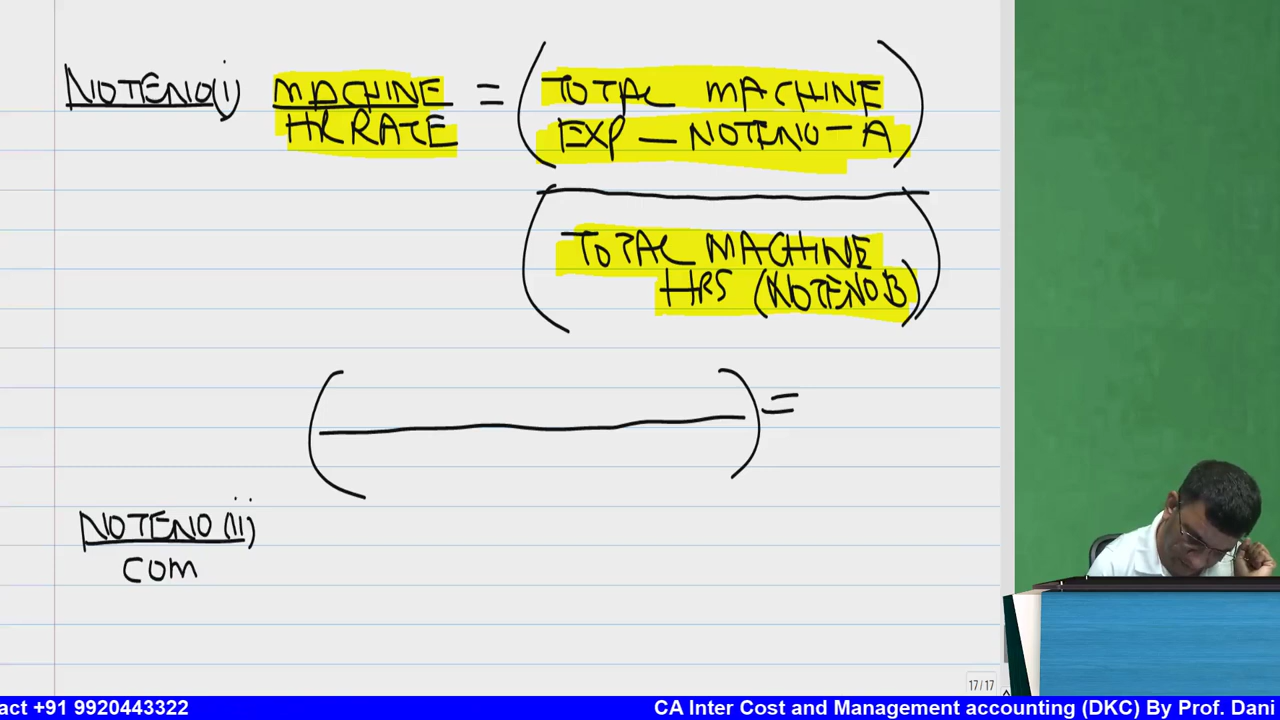 NOTENO(i) MACHINE = (TOTAL MACHINE
HR RATE EXP – NOTENO – A)
(TOTAL MACHINE
HRS (NOTENO B))
( ) =
NOTENO (ii)
COM
17/17
act +91 9920443322 CA Inter Cost and Management accounting (DKC) By Prof. Dani